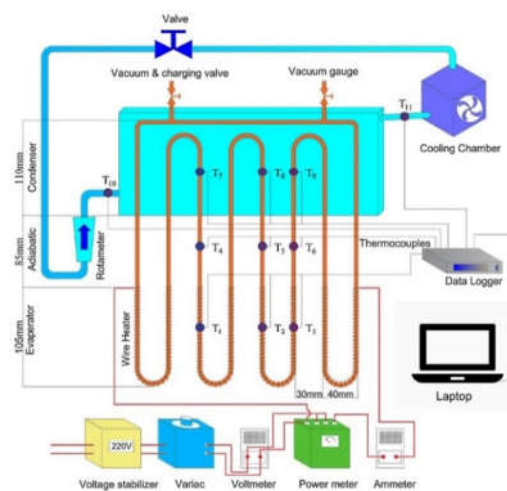 Valve
Vacuum & charging valve
Vacuum gauge
T11
Cooling Chamber
110mm
Condenser
T10
T7
T8
T9
85mm
Adiabatic
Rotameter
T4
T5
T6
Thermocouples
Data Logger
105mm
Evaporator
Wire Heater
T1
T2
T3
30mm 40mm
Laptop
220V
Voltage stabilizer
Variac
Voltmeter
Power meter
Ammeter